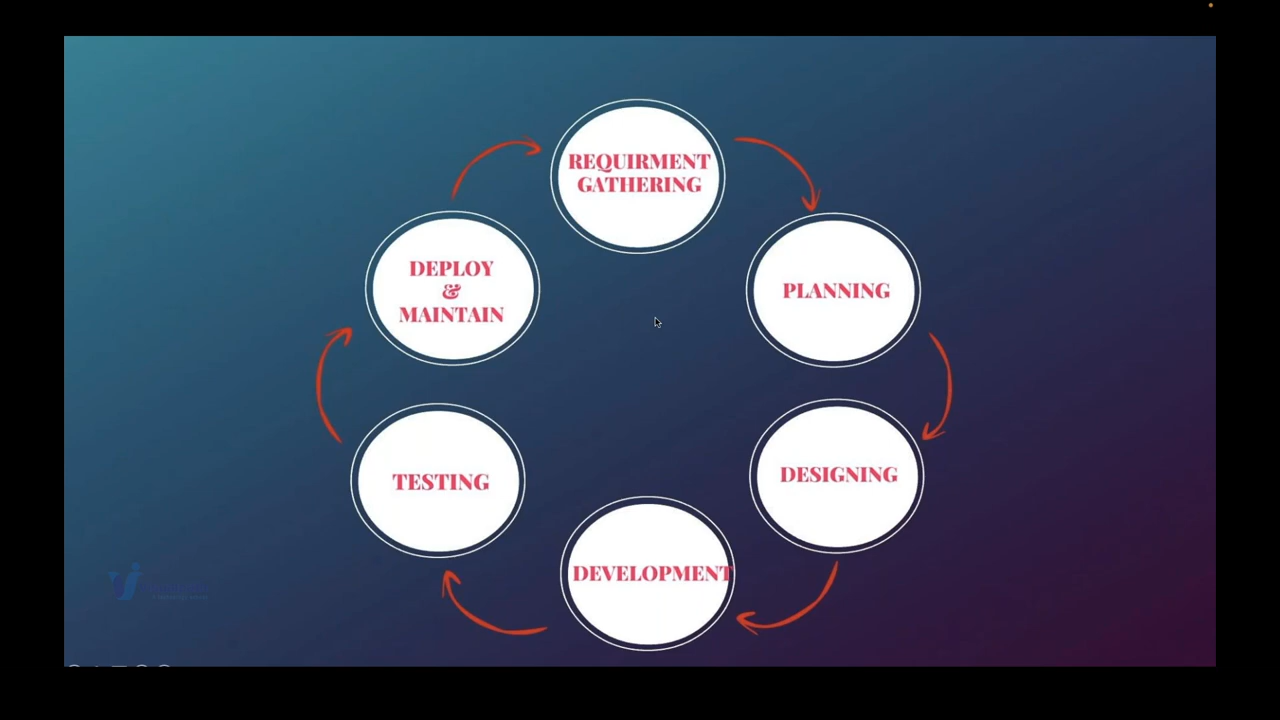 REQUIRMENT
GATHERING
PLANNING
DESIGNING
DEVELOPMENT
TESTING
DEPLOY
&
MAINTAIN